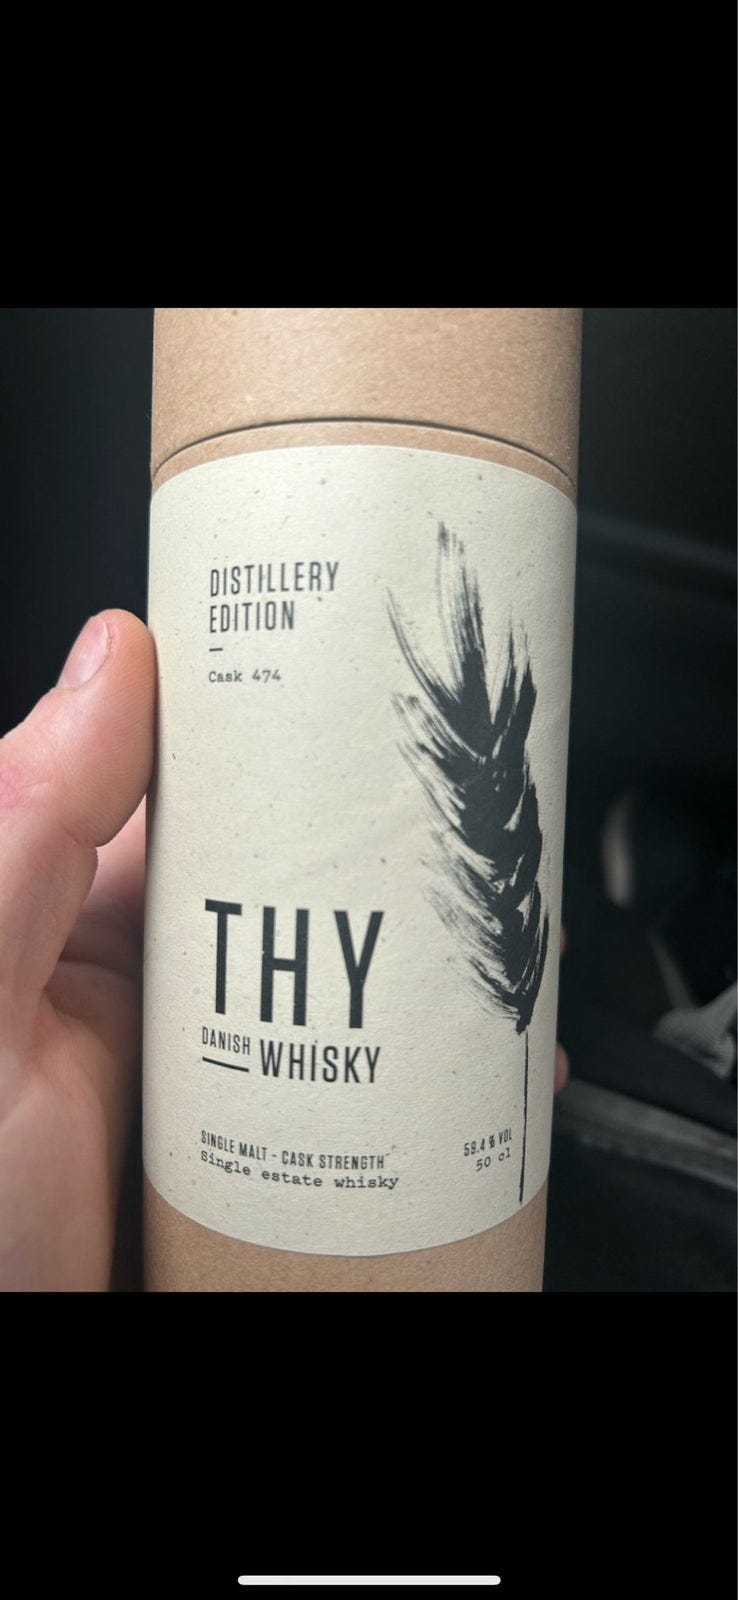 DISTILLERY
EDITION
Cask 474
THY
DANISH WHISKY
SINGLE MALT - CASK STRENGTH
Single estate whisky
59.4 % VOL
50 cl